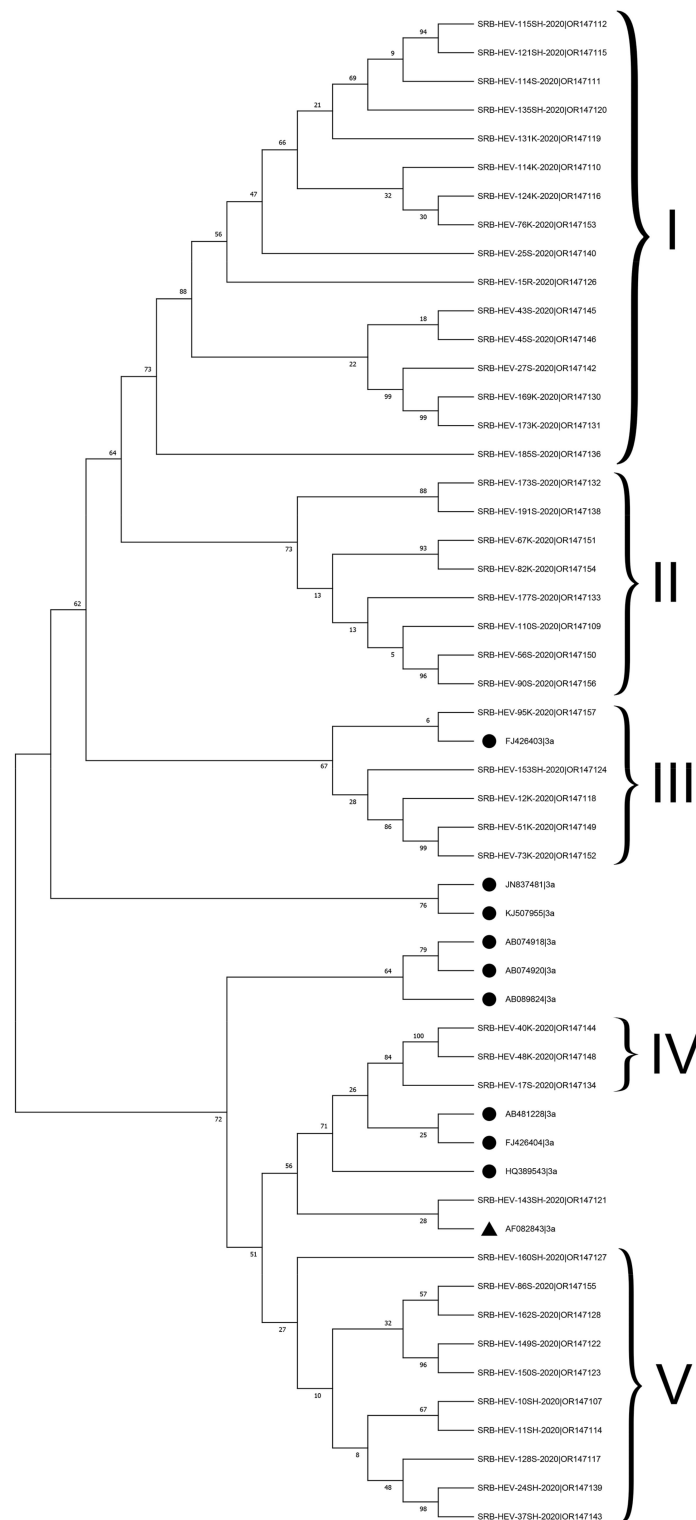 SRB-HEV-115SH-2020|OR147112
94
SRB-HEV-121SH-2020|OR147115
9
SRB-HEV-114S-2020|OR147111
69
SRB-HEV-135SH-2020|OR147120
21
SRB-HEV-131K-2020|OR147119
66
SRB-HEV-114K-2020|OR147110
32
SRB-HEV-124K-2020|OR147116
30
SRB-HEV-76K-2020|OR147153
47
SRB-HEV-25S-2020|OR147140
56
SRB-HEV-15R-2020|OR147126
88
SRB-HEV-43S-2020|OR147145
18
SRB-HEV-45S-2020|OR147146
22
SRB-HEV-27S-2020|OR147142
99
SRB-HEV-169K-2020|OR147130
99
SRB-HEV-173K-2020|OR147131
73
SRB-HEV-185S-2020|OR147136
I
64
SRB-HEV-173S-2020|OR147132
88
SRB-HEV-191S-2020|OR147138
73
SRB-HEV-67K-2020|OR147151
93
SRB-HEV-82K-2020|OR147154
13
SRB-HEV-177S-2020|OR147133
13
SRB-HEV-110S-2020|OR147109
5
SRB-HEV-56S-2020|OR147150
96
SRB-HEV-90S-2020|OR147156
II
62
SRB-HEV-95K-2020|OR147157
6
FJ426403|3a
67
SRB-HEV-153SH-2020|OR147124
28
SRB-HEV-12K-2020|OR147118
86
SRB-HEV-51K-2020|OR147149
99
SRB-HEV-73K-2020|OR147152
III
JN837481|3a
76
KJ507955|3a
AB074918|3a
79
AB074920|3a
64
AB089824|3a
72
SRB-HEV-40K-2020|OR147144
100
SRB-HEV-48K-2020|OR147148
84
SRB-HEV-17S-2020|OR147134
IV
26
AB481228|3a
25
FJ426404|3a
71
HQ389543|3a
56
SRB-HEV-143SH-2020|OR147121
28
AF082843|3a
51
SRB-HEV-160SH-2020|OR147127
27
SRB-HEV-86S-2020|OR147155
57
SRB-HEV-162S-2020|OR147128
32
SRB-HEV-149S-2020|OR147122
96
SRB-HEV-150S-2020|OR147123
10
SRB-HEV-10SH-2020|OR147107
67
SRB-HEV-11SH-2020|OR147114
8
SRB-HEV-128S-2020|OR147117
48
SRB-HEV-24SH-2020|OR147139
98
SRB-HEV-37SH-2020|OR147143
V